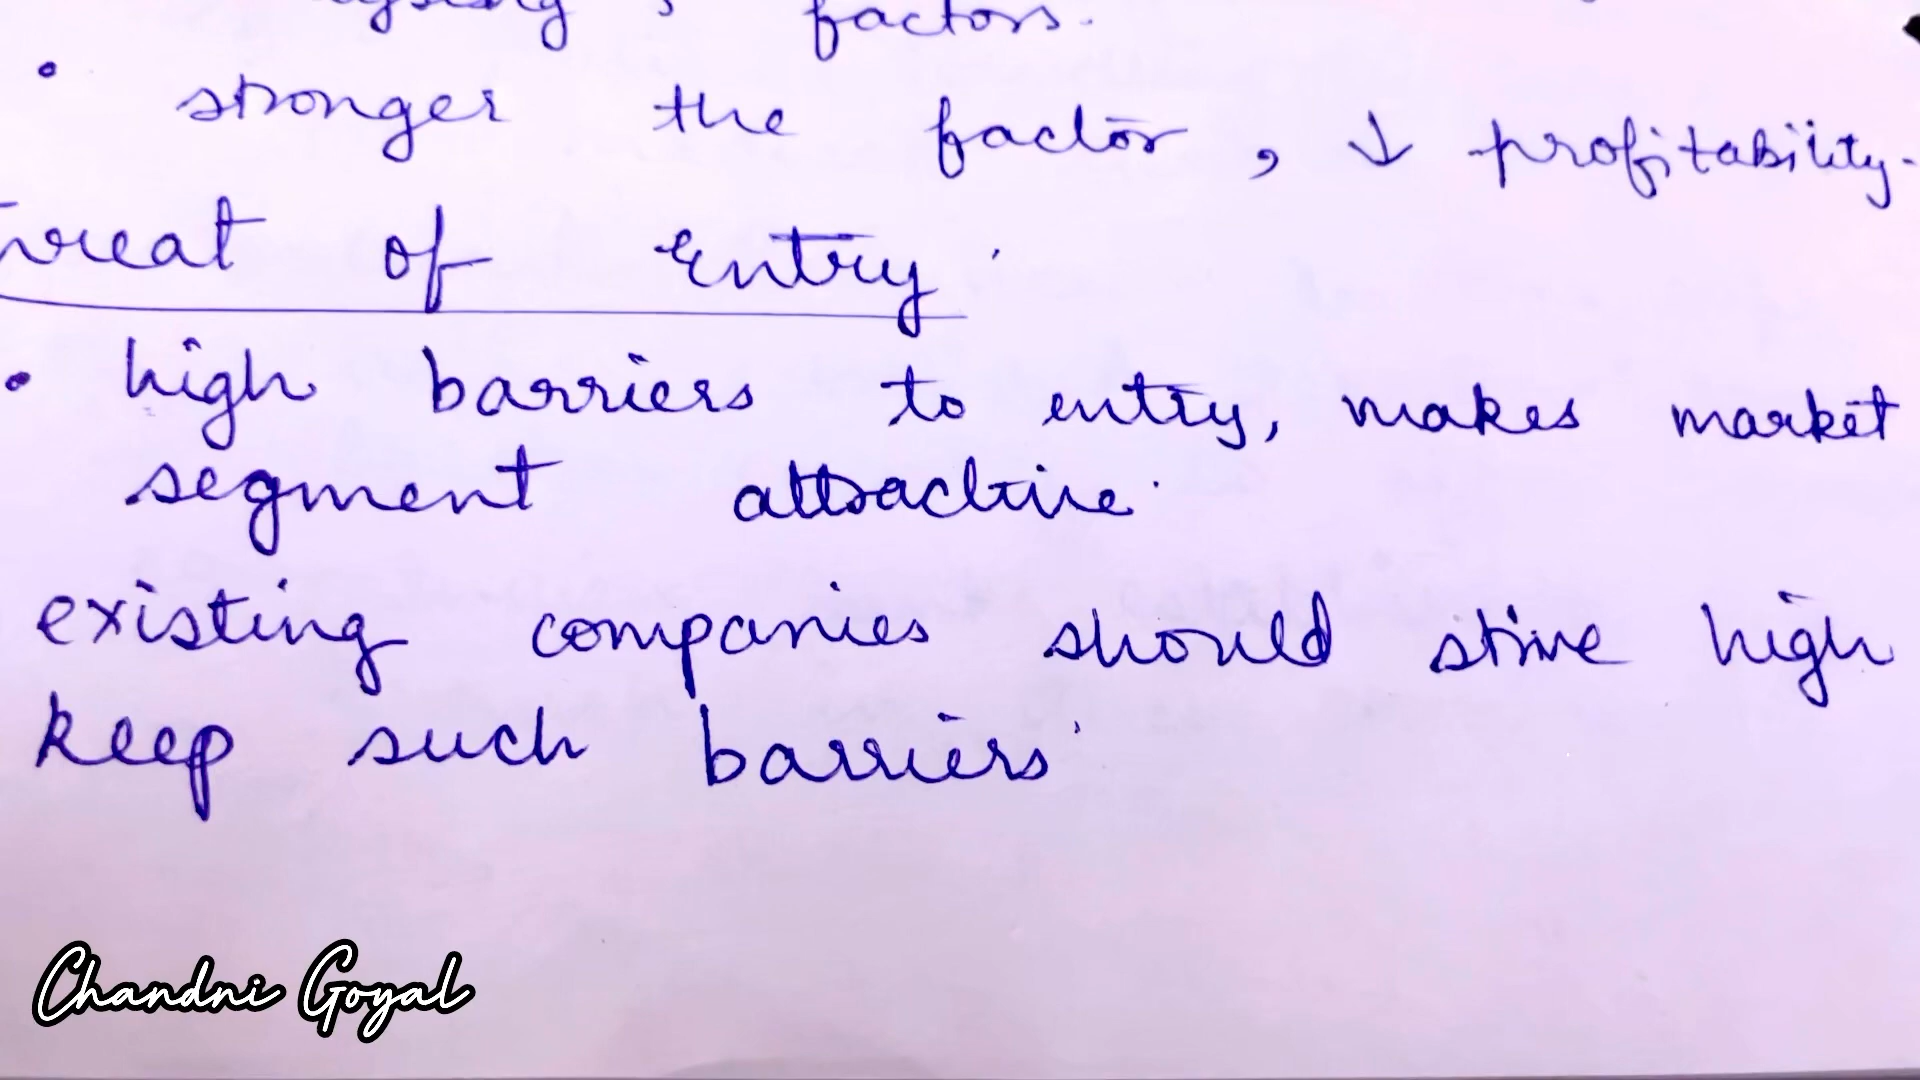 factors.
• stronger the factor, ↓ profitability.
of entry
• high barriers to entry, makes market
segment attractive.
existing companies should strive high
keep such barriers
Chandni Goyal